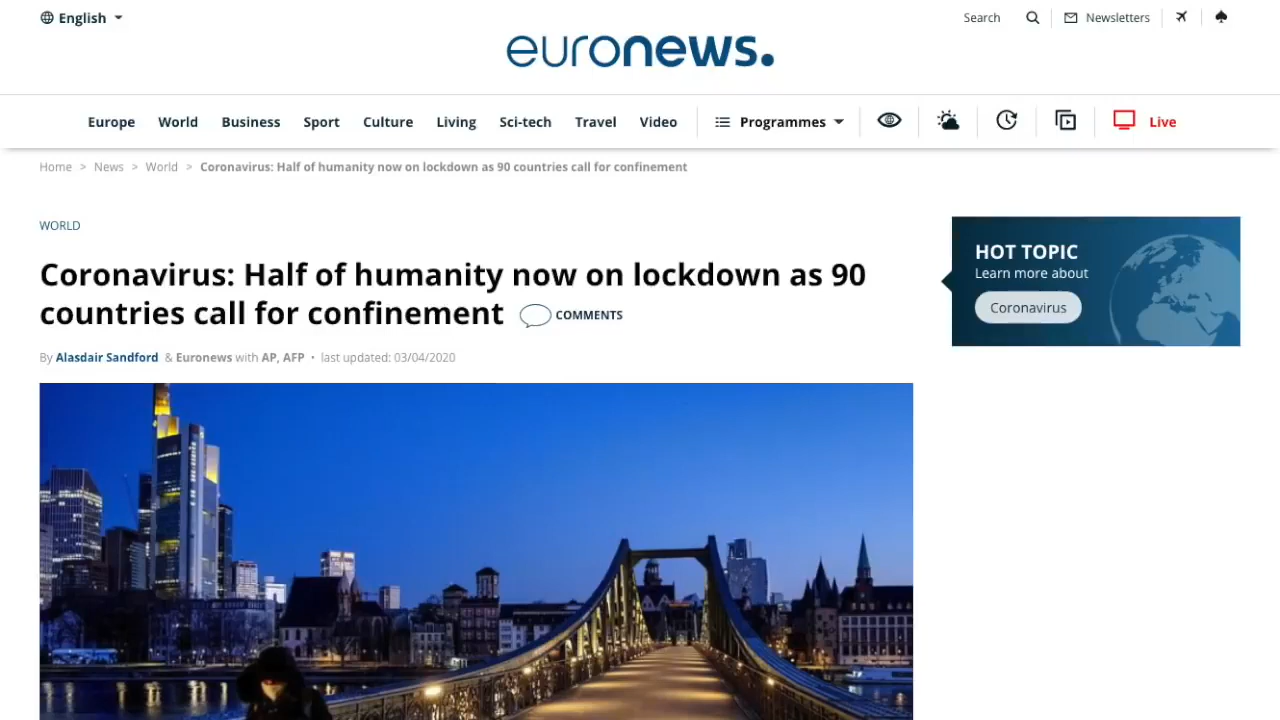 English
Search
Newsletters
euronews.
Europe World Business Sport Culture Living Sci-tech Travel Video Programmes Live
Home > News > World > Coronavirus: Half of humanity now on lockdown as 90 countries call for confinement
WORLD
Coronavirus: Half of humanity now on lockdown as 90
countries call for confinement COMMENTS
By Alasdair Sandford & Euronews with AP, AFP • last updated: 03/04/2020
HOT TOPIC
Learn more about
Coronavirus